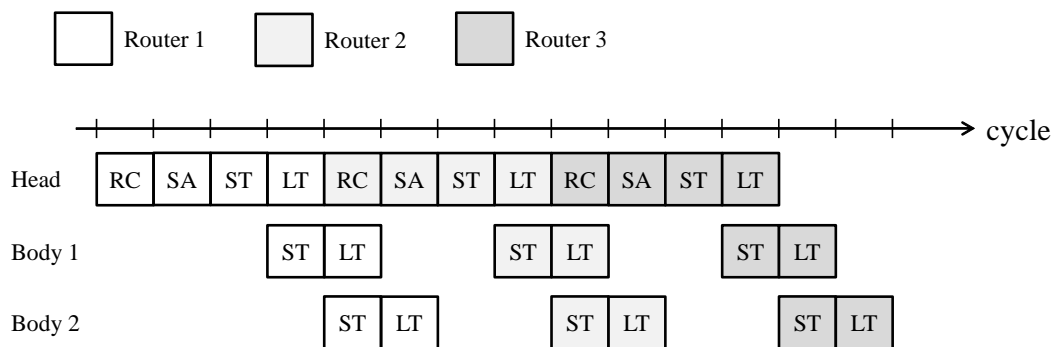 Router 1 Router 2 Router 3
cycle
Head RC SA ST LT RC SA ST LT RC SA ST LT
Body 1 ST LT ST LT ST LT
Body 2 ST LT ST LT ST LT